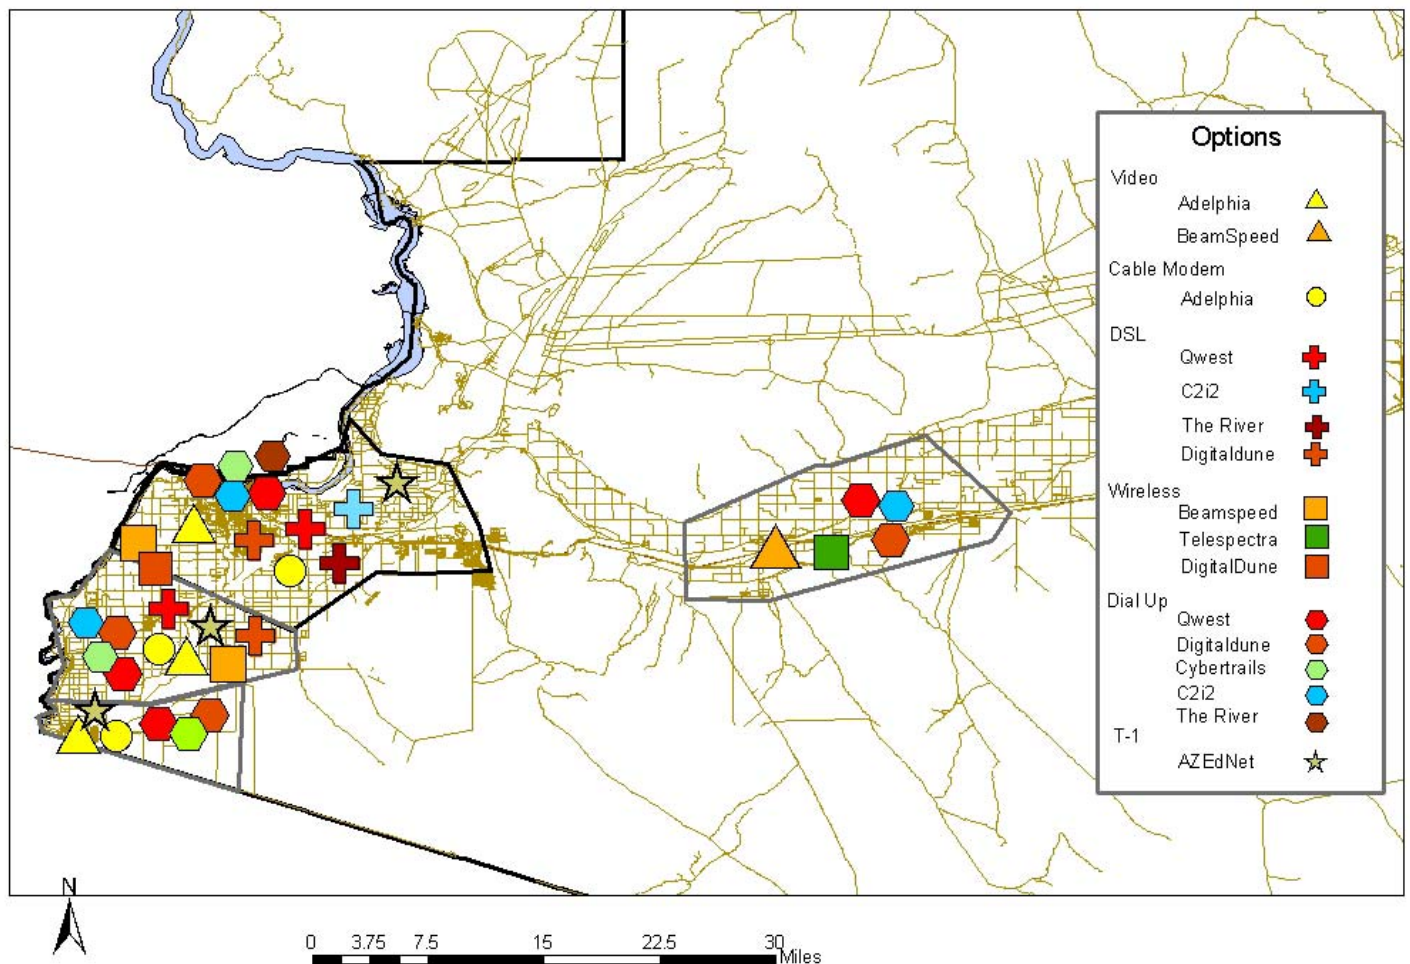 Options
Video
Adelphia
BeamSpeed
Cable Modem
Adelphia
DSL
Qwest
C2i2
The River
Digitaldune
Wireless
Beamspeed
Telespectra
DigitalDune
Dial Up
Qwest
Digitaldune
Cybertrails
C2i2
The River
T-1
AZEdNet
N
0 3.75 7.5 15 22.5 30
Miles